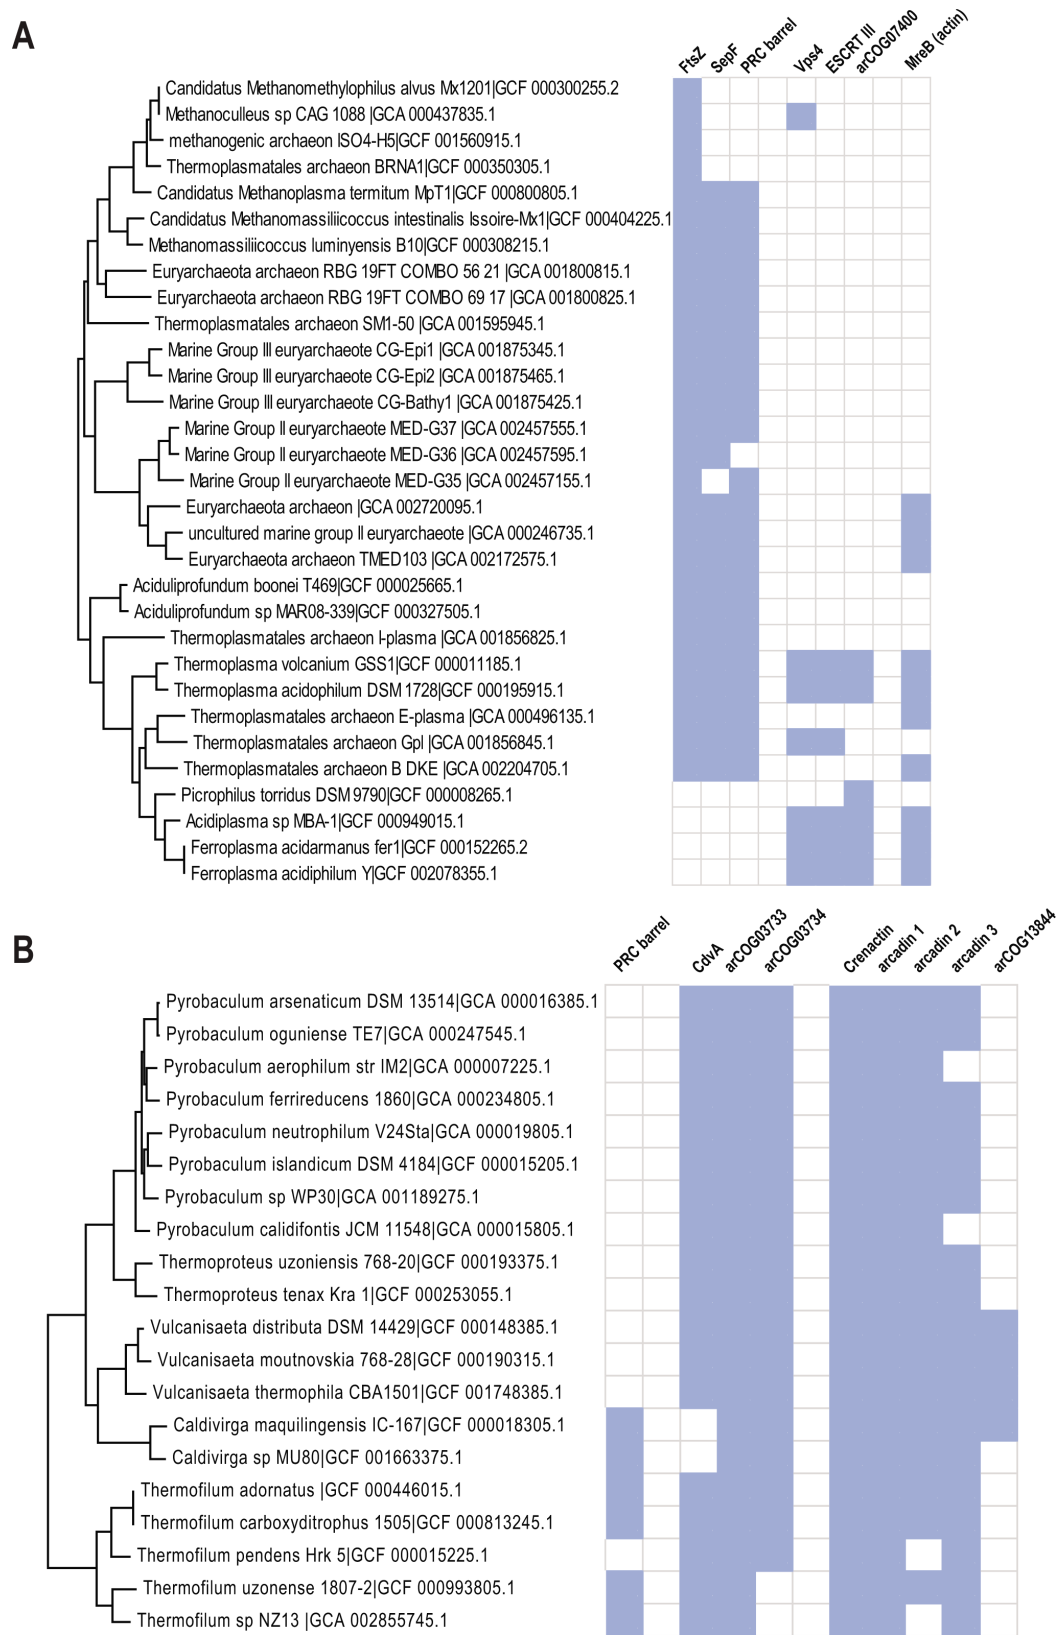 A
FtsZ
SepF
PRC barrel
Vps4
ESCRT III
arCOG07400
MreB (actin)
Candidatus Methanomethylophilus alvus Mx1201|GCF 000300255.2
Methanoculleus sp CAG 1088 |GCA 000437835.1
methanogenic archaeon ISO4-H5|GCF 001560915.1
Thermoplasmatales archaeon BRNA1|GCF 000350305.1
Candidatus Methanoplasma termitum MpT1|GCF 000800805.1
Candidatus Methanomassiliicoccus intestinalis Issoire-Mx1|GCF 000404225.1
Methanomassiliicoccus luminyensis B10|GCF 000308215.1
Euryarchaeota archaeon RBG 19FT COMBO 56 21 |GCA 001800815.1
Euryarchaeota archaeon RBG 19FT COMBO 69 17 |GCA 001800825.1
Thermoplasmatales archaeon SM1-50 |GCA 001595945.1
Marine Group III euryarchaeote CG-Epi1 |GCA 001875345.1
Marine Group III euryarchaeote CG-Epi2 |GCA 001875465.1
Marine Group III euryarchaeote CG-Bathy1 |GCA 001875425.1
Marine Group II euryarchaeote MED-G37 |GCA 002457555.1
Marine Group II euryarchaeote MED-G36 |GCA 002457595.1
Marine Group II euryarchaeote MED-G35 |GCA 002457155.1
Euryarchaeota archaeon |GCA 002720095.1
uncultured marine group II euryarchaeote |GCA 000246735.1
Euryarchaeota archaeon TMED103 |GCA 002172575.1
Aciduliprofundum boonei T469|GCF 000025665.1
Aciduliprofundum sp MAR08-339|GCF 000327505.1
Thermoplasmatales archaeon I-plasma |GCA 001856825.1
Thermoplasma volcanium GSS1|GCF 000011185.1
Thermoplasma acidophilum DSM 1728|GCF 000195915.1
Thermoplasmatales archaeon E-plasma |GCA 000496135.1
Thermoplasmatales archaeon Gpl |GCA 001856845.1
Thermoplasmatales archaeon B DKE |GCA 002204705.1
Picrophilus torridus DSM 9790|GCF 000008265.1
Acidiplasma sp MBA-1|GCF 000949015.1
Ferroplasma acidarmanus fer1|GCF 000152265.2
Ferroplasma acidiphilum Y|GCF 002078355.1
B
PRC barrel
CdvA
arCOG03733
arCOG03734
Crenactin
arcadin 1
arcadin 2
arcadin 3
arCOG13844
Pyrobaculum arsenaticum DSM 13514|GCA 000016385.1
Pyrobaculum oguniense TE7|GCA 000247545.1
Pyrobaculum aerophilum str IM2|GCA 000007225.1
Pyrobaculum ferrireducens 1860|GCA 000234805.1
Pyrobaculum neutrophilum V24Sta|GCA 000019805.1
Pyrobaculum islandicum DSM 4184|GCF 000015205.1
Pyrobaculum sp WP30|GCA 001189275.1
Pyrobaculum calidifontis JCM 11548|GCA 000015805.1
Thermoproteus uzoniensis 768-20|GCF 000193375.1
Thermoproteus tenax Kra 1|GCF 000253055.1
Vulcanisaeta distributa DSM 14429|GCF 000148385.1
Vulcanisaeta moutnovskia 768-28|GCF 000190315.1
Vulcanisaeta thermophila CBA1501|GCF 001748385.1
Caldivirga maquilingensis IC-167|GCF 000018305.1
Caldivirga sp MU80|GCF 001663375.1
Thermofilum adornatus |GCF 000446015.1
Thermofilum carboxyditrophus 1505|GCF 000813245.1
Thermofilum pendens Hrk 5|GCF 000015225.1
Thermofilum uzonense 1807-2|GCF 000993805.1
Thermofilum sp NZ13 |GCA 002855745.1